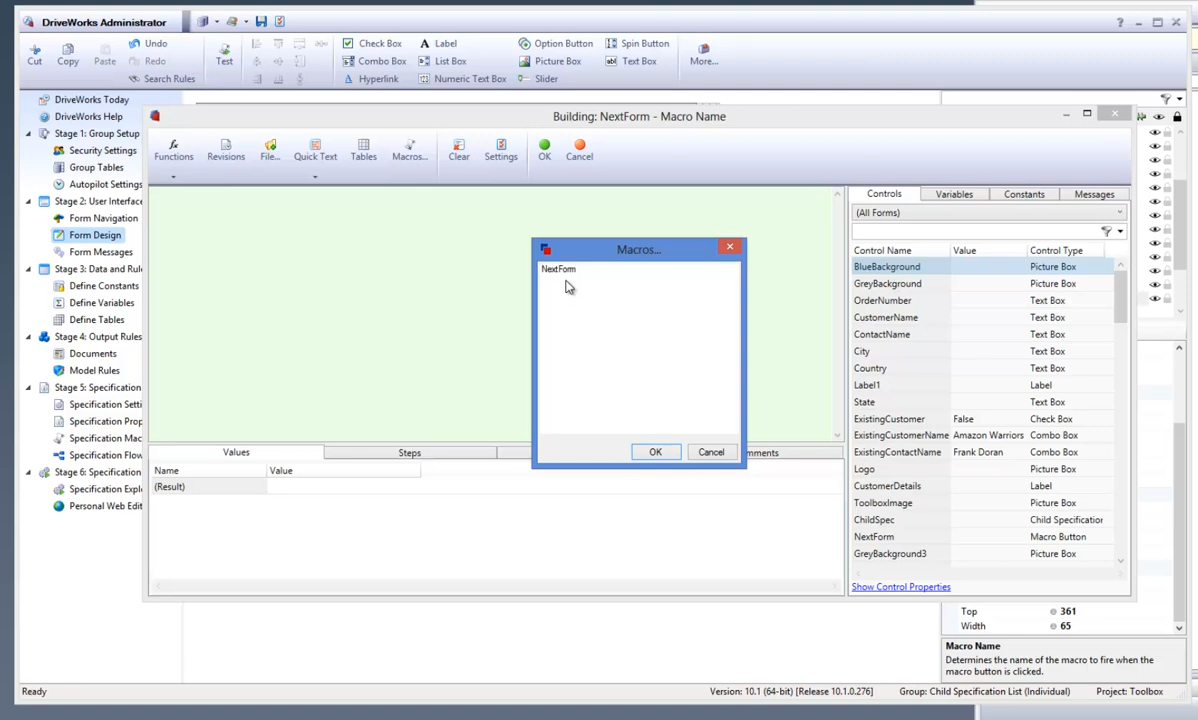 DriveWorks Administrator
Cut
Copy
Paste
Undo
Redo
Search Rules
Test
Check Box
Label
Option Button
Spin Button
Combo Box
List Box
Picture Box
Text Box
Hyperlink
Numeric Text Box
Slider
More...
DriveWorks Today
DriveWorks Help
Stage 1: Group Setup
Security Settings
Group Tables
Autopilot Settings
Stage 2: User Interface
Form Navigation
Form Design
Form Messages
Stage 3: Data and Rul
Define Constants
Define Variables
Define Tables
Stage 4: Output Rules
Documents
Model Rules
Stage 5: Specification
Specification Setti
Specification Prop
Specification Mac
Specification Flow
Stage 6: Specification
Specification Explo
Personal Web Edit
Building: NextForm - Macro Name
Functions
Revisions
File...
Quick Text
Tables
Macros...
Clear
Settings
OK
Cancel
Macros...
NextForm
OK
Cancel
Values
Steps
mments
Name
Value
(Result)
Controls
Variables
Constants
Messages
(All Forms)
Control Name
Value
Control Type
BlueBackground
Picture Box
GreyBackground
Picture Box
OrderNumber
Text Box
CustomerName
Text Box
ContactName
Text Box
City
Text Box
Country
Text Box
Label1
Label
State
Text Box
ExistingCustomer
False
Check Box
ExistingCustomerName
Amazon Warriors
Combo Box
ExistingContactName
Frank Doran
Combo Box
Logo
Picture Box
CustomerDetails
Label
ToolboxImage
Picture Box
ChildSpec
Child Specification
NextForm
Macro Button
GreyBackground3
Picture Box
Show Control Properties
Top
361
Width
65
Macro Name
Determines the name of the macro to fire when the
macro button is clicked.
Ready
Version: 10.1 (64-bit) [Release 10.1.0.276]
Group: Child Specification List (Individual)
Project: Toolbox